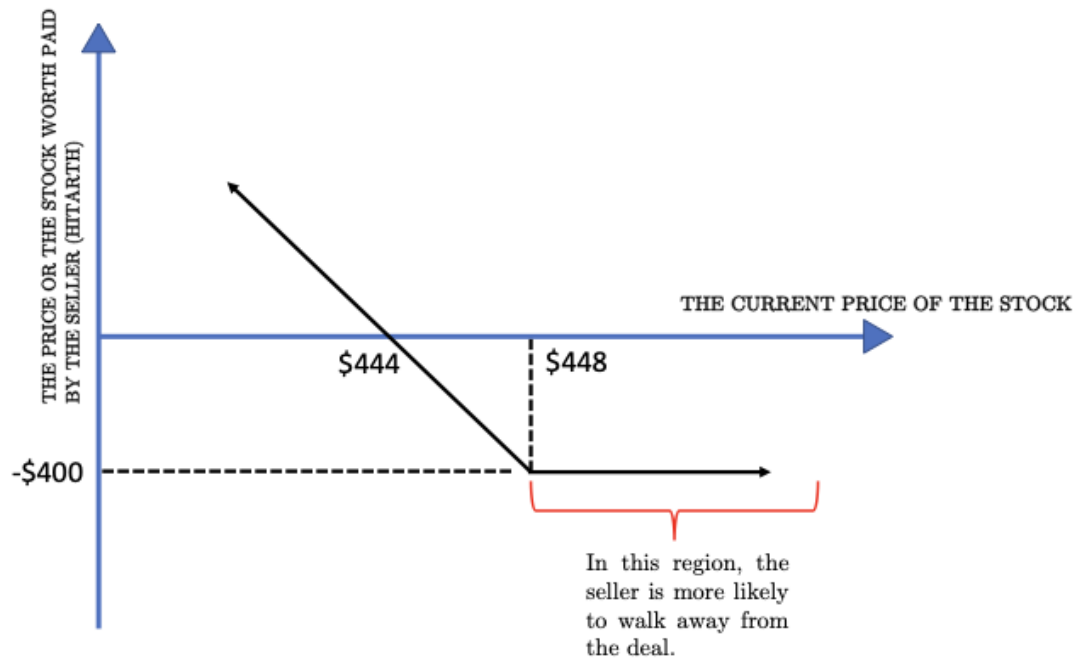 THE PRICE OR THE STOCK WORTH PAID
BY THE SELLER (HITARTH)
THE CURRENT PRICE OF THE STOCK
$444
$448
-$400
In this region, the
seller is more likely
to walk away from
the deal.